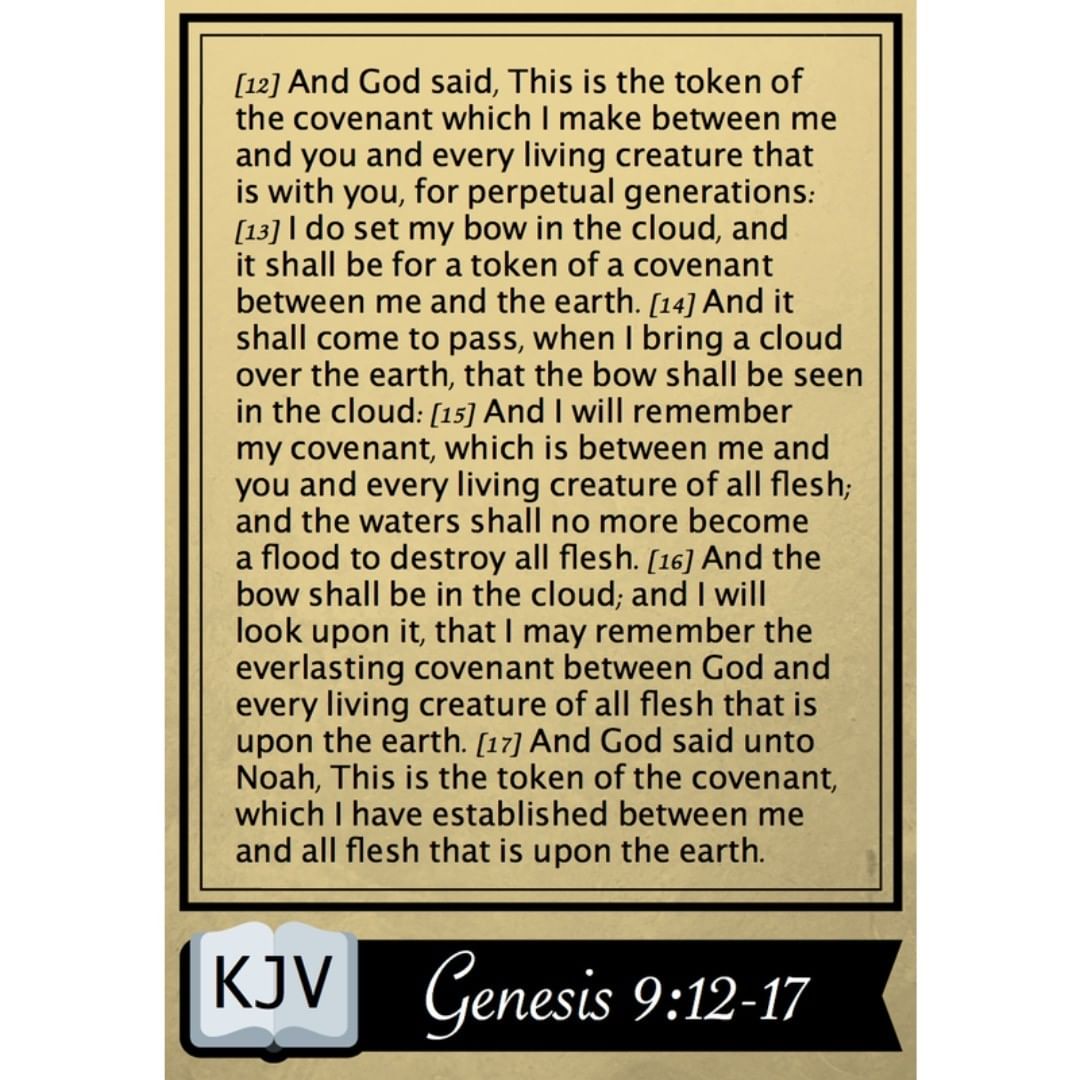 [12] And God said, This is the token of
the covenant which I make between me
and you and every living creature that
is with you, for perpetual generations:
[13] I do set my bow in the cloud, and
it shall be for a token of a covenant
between me and the earth. [14] And it
shall come to pass, when I bring a cloud
over the earth, that the bow shall be seen
in the cloud: [15] And I will remember
my covenant, which is between me and
you and every living creature of all flesh;
and the waters shall no more become
a flood to destroy all flesh. [16] And the
bow shall be in the cloud; and I will
look upon it, that I may remember the
everlasting covenant between God and
every living creature of all flesh that is
upon the earth. [17] And God said unto
Noah, This is the token of the covenant,
which I have established between me
and all flesh that is upon the earth.
KJV
Genesis 9:12-17